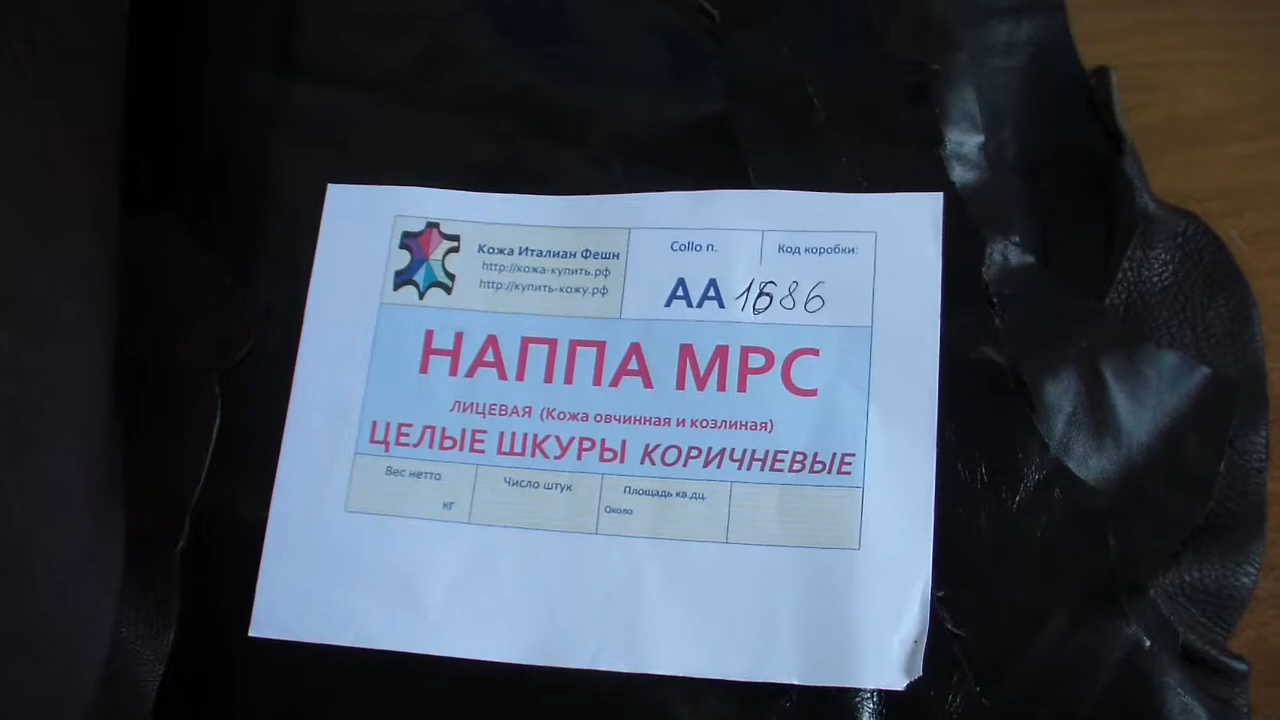 Кожа Италиан Фешн
http://кожа-купить.рф
http://купить-кожу.рф
Collo n.
Код коробки:
АА 1686
НАППА МРС
ЛИЦЕВАЯ (Кожа овчинная и козлиная)
ЦЕЛЫЕ ШКУРЫ КОРИЧНЕВЫЕ
Вес нетто
кг
Число штук
Площадь кв.дц.
Около